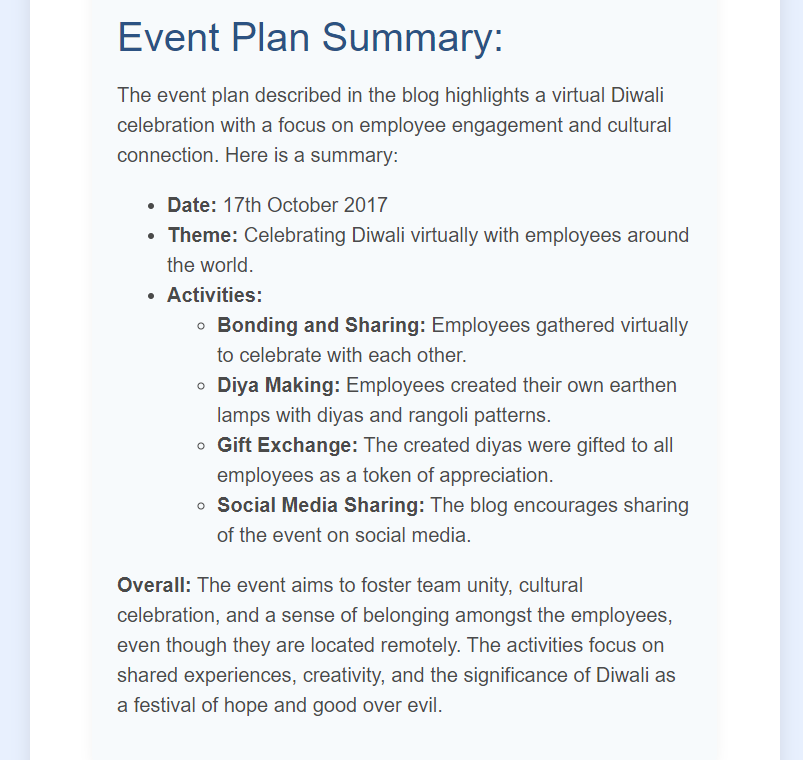 Event Plan Summary:
The event plan described in the blog highlights a virtual Diwali
celebration with a focus on employee engagement and cultural
connection. Here is a summary:
• Date: 17th October 2017
• Theme: Celebrating Diwali virtually with employees around
the world.
• Activities:
○ Bonding and Sharing: Employees gathered virtually
to celebrate with each other.
○ Diya Making: Employees created their own earthen
lamps with diyas and rangoli patterns.
○ Gift Exchange: The created diyas were gifted to all
employees as a token of appreciation.
○ Social Media Sharing: The blog encourages sharing
of the event on social media.
Overall: The event aims to foster team unity, cultural
celebration, and a sense of belonging amongst the employees,
even though they are located remotely. The activities focus on
shared experiences, creativity, and the significance of Diwali as
a festival of hope and good over evil.